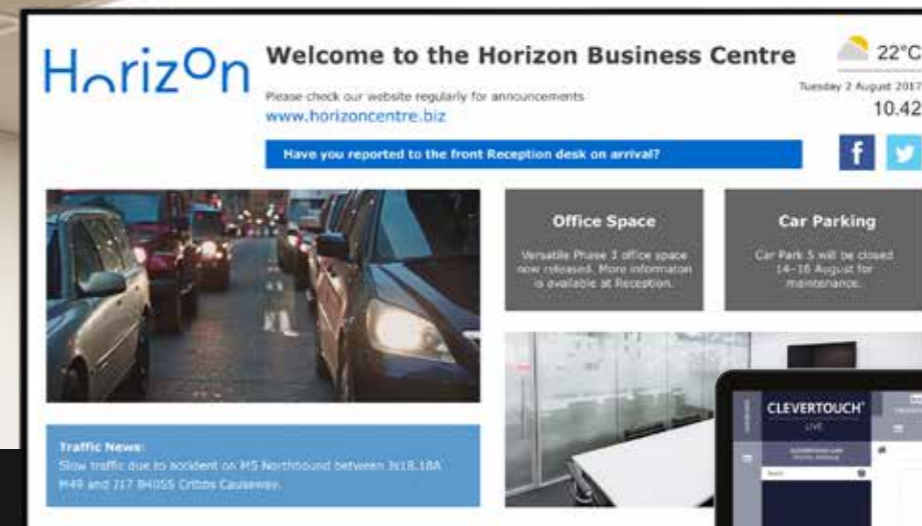 HorizOn
Welcome to the Horizon Business Centre
Please check our website regularly for announcements
www.horizoncentre.biz
Have you reported to the front Reception desk on arrival?
22°C
Tuesday 2 August 2017
10.42
f
Office Space
Versatile Phase 3 office space
now released. More informaton
is available at Reception.
Car Parking
Car Park 5 will be closed
14–16 August for
maintenance.
Traffic News:
Slow traffic due to accident on M5 Northbound between Js18,18A
M49 and J17 B4055 Cribbs Causeway.
CLEVERTOUCH
LIVE